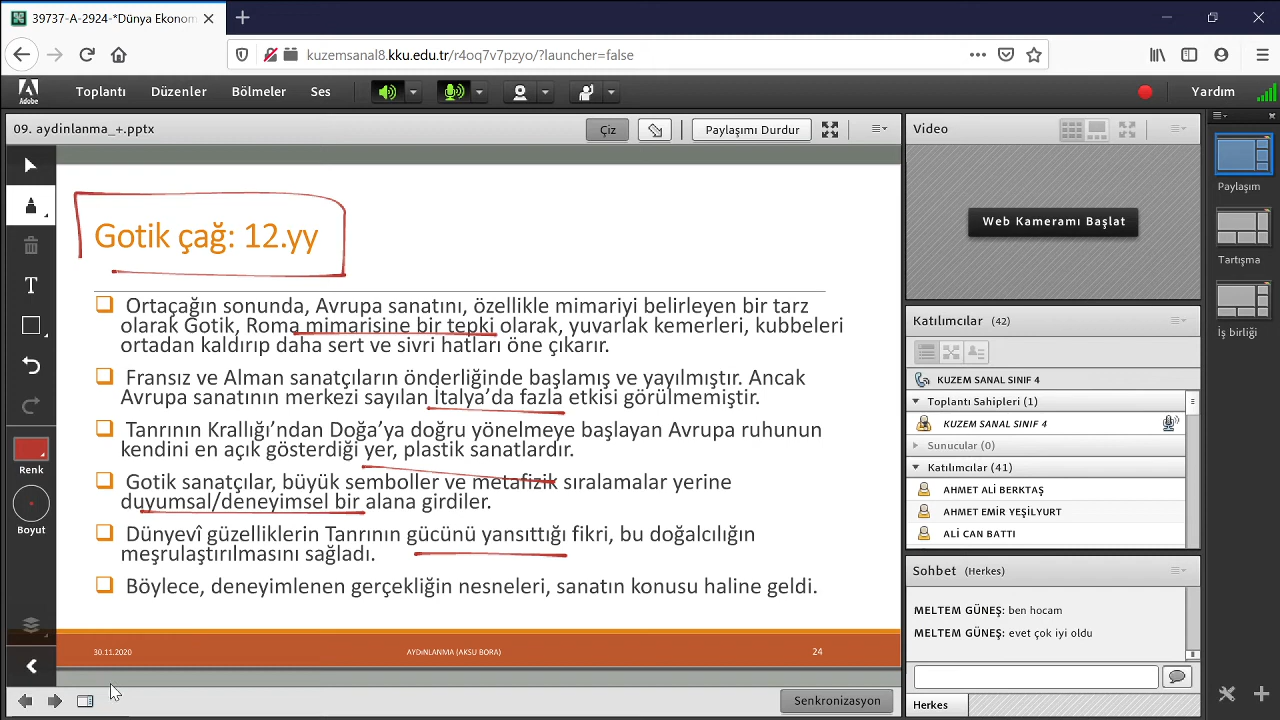 39737-A-2924-*Dünya Ekonom
kuzemsanal8.kku.edu.tr/r4oq7v7pzyo/?launcher=false
Adobe
Toplantı
Düzenler
Bölmeler
Ses
Yardım
09. aydinlanma_+.pptx
Çiz
Paylaşımı Durdur
Gotik çağ: 12.yy
Ortaçağın sonunda, Avrupa sanatını, özellikle mimariyi belirleyen bir tarz
olarak Gotik, Roma mimarisine bir tepki olarak, yuvarlak kemerleri, kubbeleri
ortadan kaldırıp daha sert ve sivri hatları öne çıkarır.
Fransız ve Alman sanatçıların önderliğinde başlamış ve yayılmıştır. Ancak
Avrupa sanatının merkezi sayılan İtalya’da fazla etkisi görülmemiştir.
Tanrının Krallığı’ndan Doğa’ya doğru yönelmeye başlayan Avrupa ruhunun
kendini en açık gösterdiği yer, plastik sanatlardır.
Gotik sanatçılar, büyük semboller ve metafizik sıralamalar yerine
duyumsal/deneyimsel bir alana girdiler.
Dünyevî güzelliklerin Tanrının gücünü yansıttığı fikri, bu doğalcılığın
meşrulaştırılmasını sağladı.
Böylece, deneyimlenen gerçekliğin nesneleri, sanatın konusu haline geldi.
30.11.2020
AYDıNLANMA (AKSU BORA)
24
T
Renk
Boyut
Senkronizasyon
Video
Web Kameramı Başlat
Katılımcılar (42)
KUZEM SANAL SINIF 4
Toplantı Sahipleri (1)
KUZEM SANAL SINIF 4
Sunucular (0)
Katılımcılar (41)
AHMET ALİ BERKTAŞ
AHMET EMİR YEŞİLYURT
ALİ CAN BATTI
Sohbet (Herkes)
MELTEM GÜNEŞ: ben hocam
MELTEM GÜNEŞ: evet çok iyi oldu
Herkes
Paylaşım
Tartışma
İş birliği